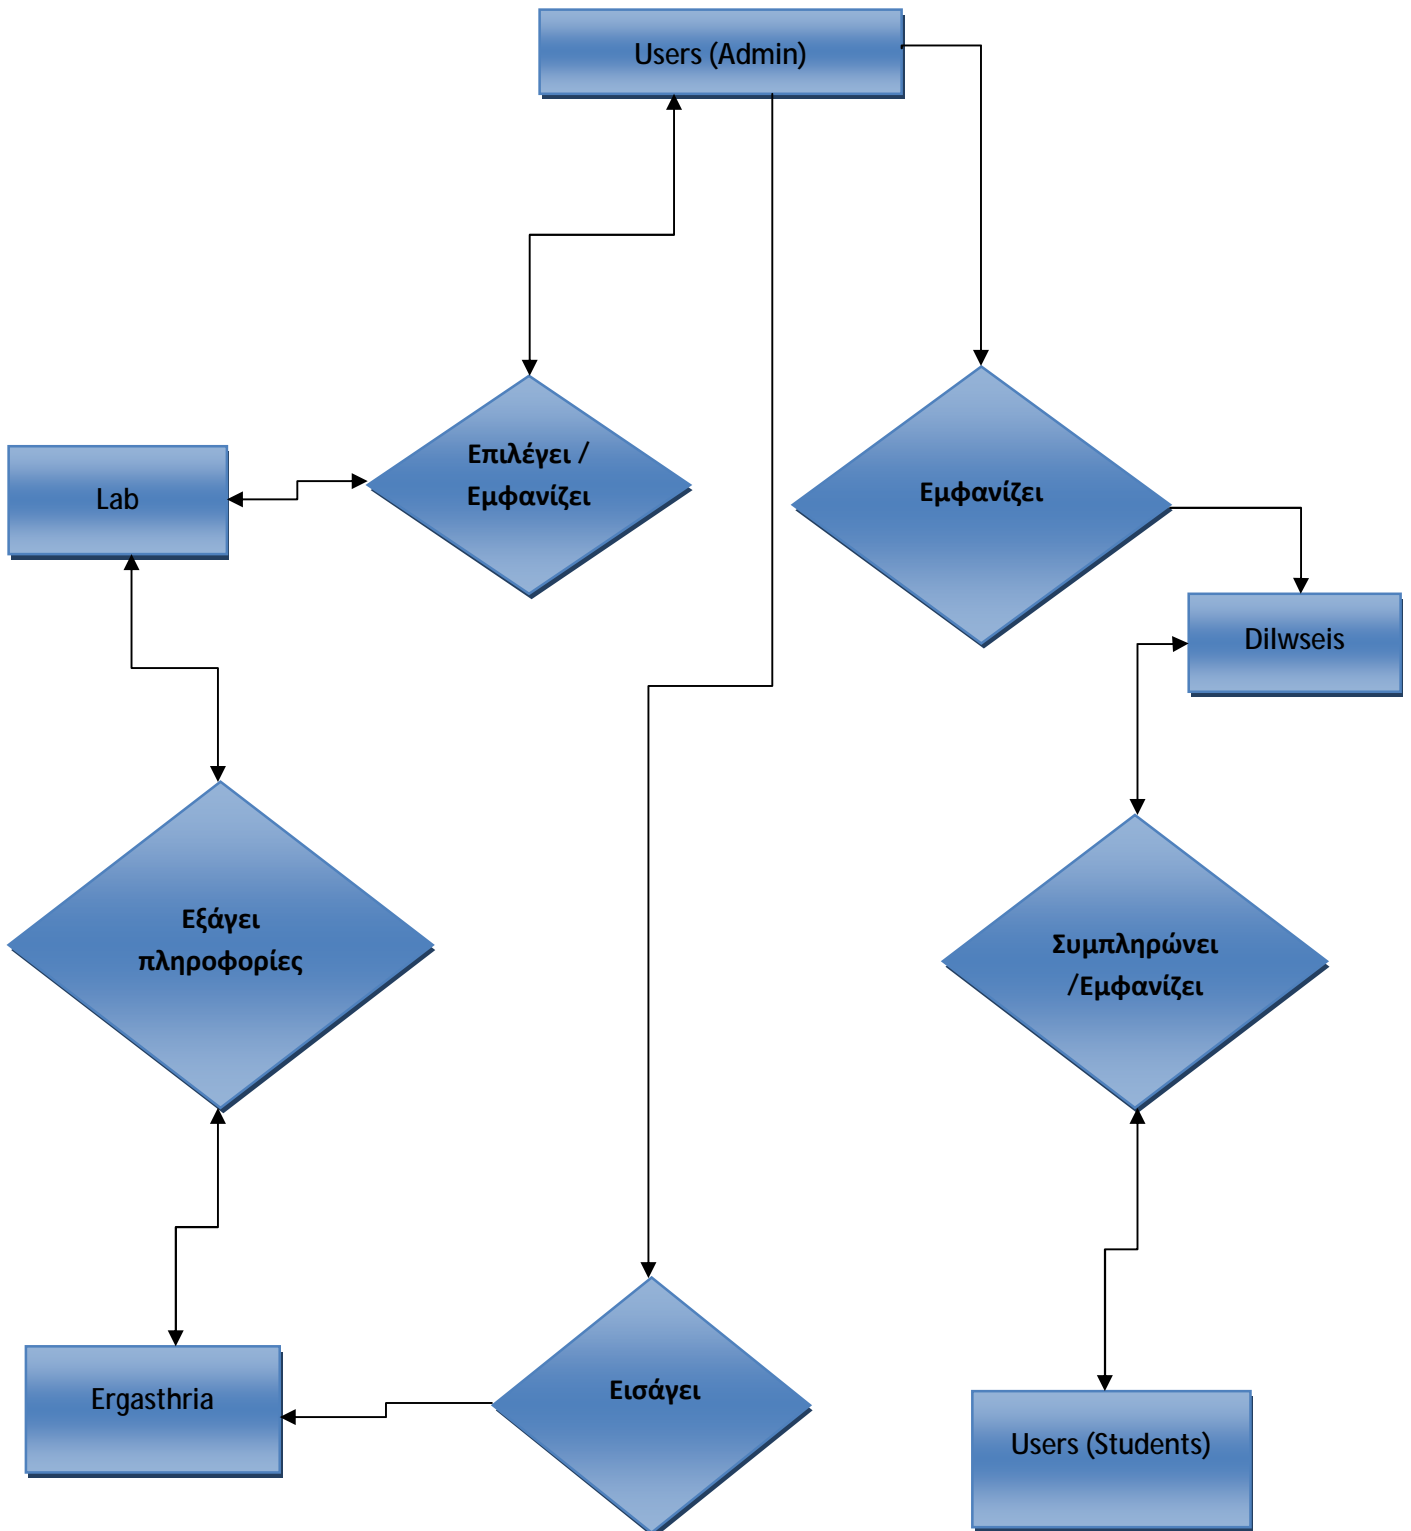 Users (Admin)
Επιλέγει /
Εμφανίζει
Εμφανίζει
Lab
Dilwseis
Εξάγει
πληροφορίες
Συμπληρώνει
/Εμφανίζει
Εισάγει
Ergasthria
Users (Students)